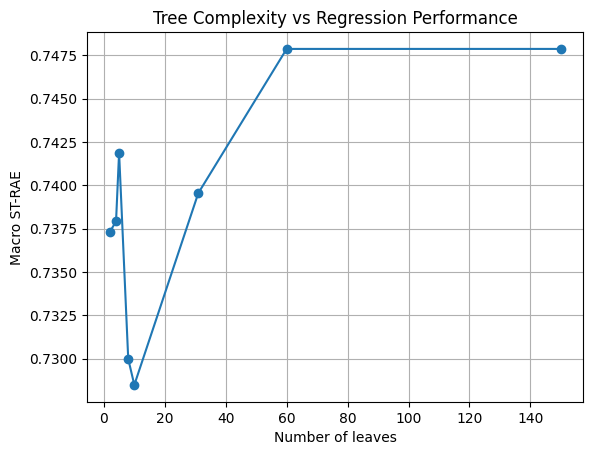 Tree Complexity vs Regression Performance
Macro ST-RAE
0.7475
0.7450
0.7425
0.7400
0.7375
0.7350
0.7325
0.7300
0 20 40 60 80 100 120 140
Number of leaves